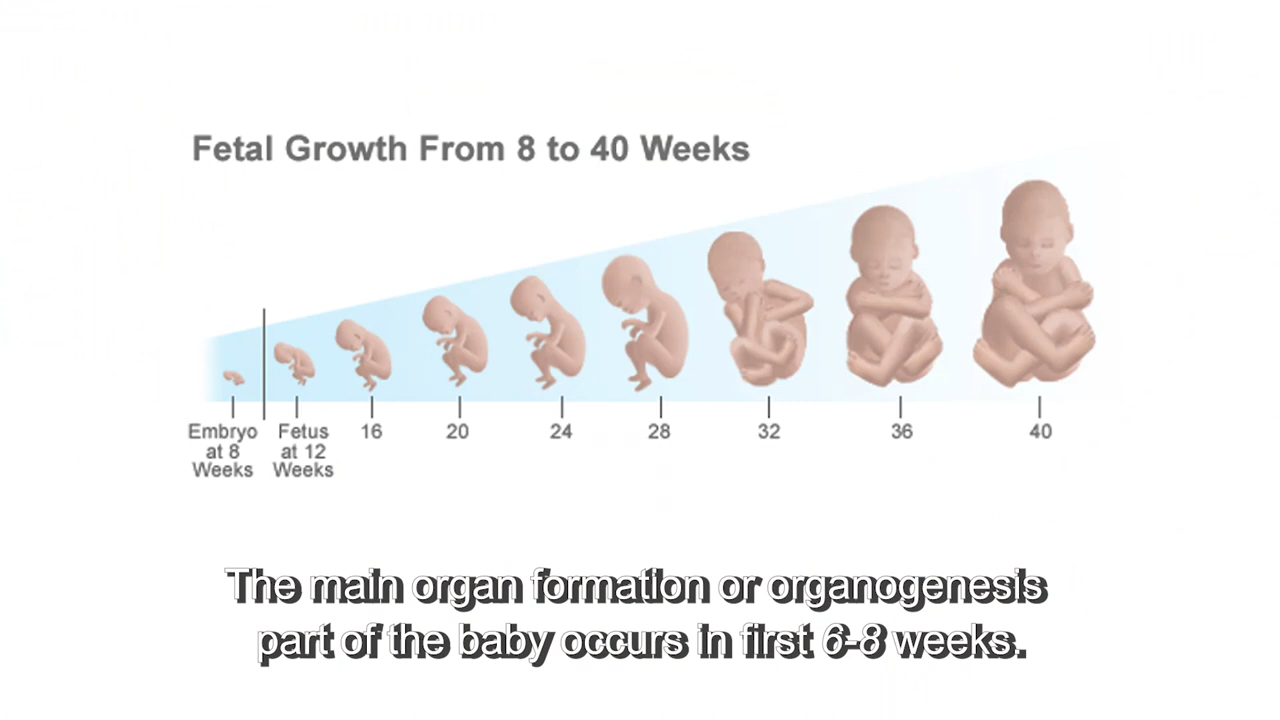 Fetal Growth From 8 to 40 Weeks
Embryo at 8 Weeks
Fetus at 12 Weeks
16
20
24
28
32
36
40
The main organ formation or organogenesis
part of the baby occurs in first 6-8 weeks.